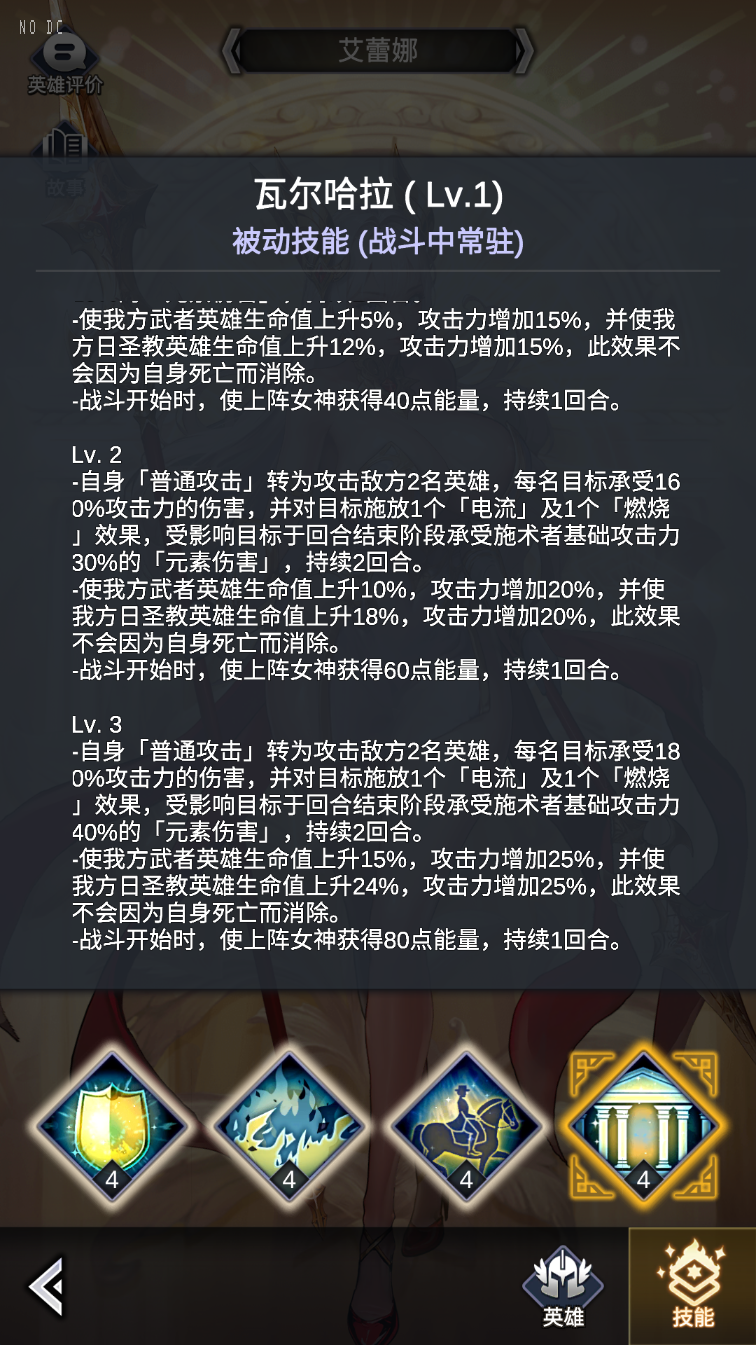 NO DC
艾蕾娜
英雄评价
故事
瓦尔哈拉 ( Lv.1)
被动技能 (战斗中常驻)
-使我方武者英雄生命值上升5%，攻击力增加15%，并使我
方日圣教英雄生命值上升12%，攻击力增加15%，此效果不
会因为自身死亡而消除。
-战斗开始时，使上阵女神获得40点能量，持续1回合。
Lv. 2
-自身「普通攻击」转为攻击敌方2名英雄，每名目标承受16
0%攻击力的伤害，并对目标施放1个「电流」及1个「燃烧
」效果，受影响目标于回合结束阶段承受施术者基础攻击力
30%的「元素伤害」，持续2回合。
-使我方武者英雄生命值上升10%，攻击力增加20%，并使
我方日圣教英雄生命值上升18%，攻击力增加20%，此效果
不会因为自身死亡而消除。
-战斗开始时，使上阵女神获得60点能量，持续1回合。
Lv. 3
-自身「普通攻击」转为攻击敌方2名英雄，每名目标承受18
0%攻击力的伤害，并对目标施放1个「电流」及1个「燃烧
」效果，受影响目标于回合结束阶段承受施术者基础攻击力
40%的「元素伤害」，持续2回合。
-使我方武者英雄生命值上升15%，攻击力增加25%，并使
我方日圣教英雄生命值上升24%，攻击力增加25%，此效果
不会因为自身死亡而消除。
-战斗开始时，使上阵女神获得80点能量，持续1回合。
4 4 4 4
英雄 技能